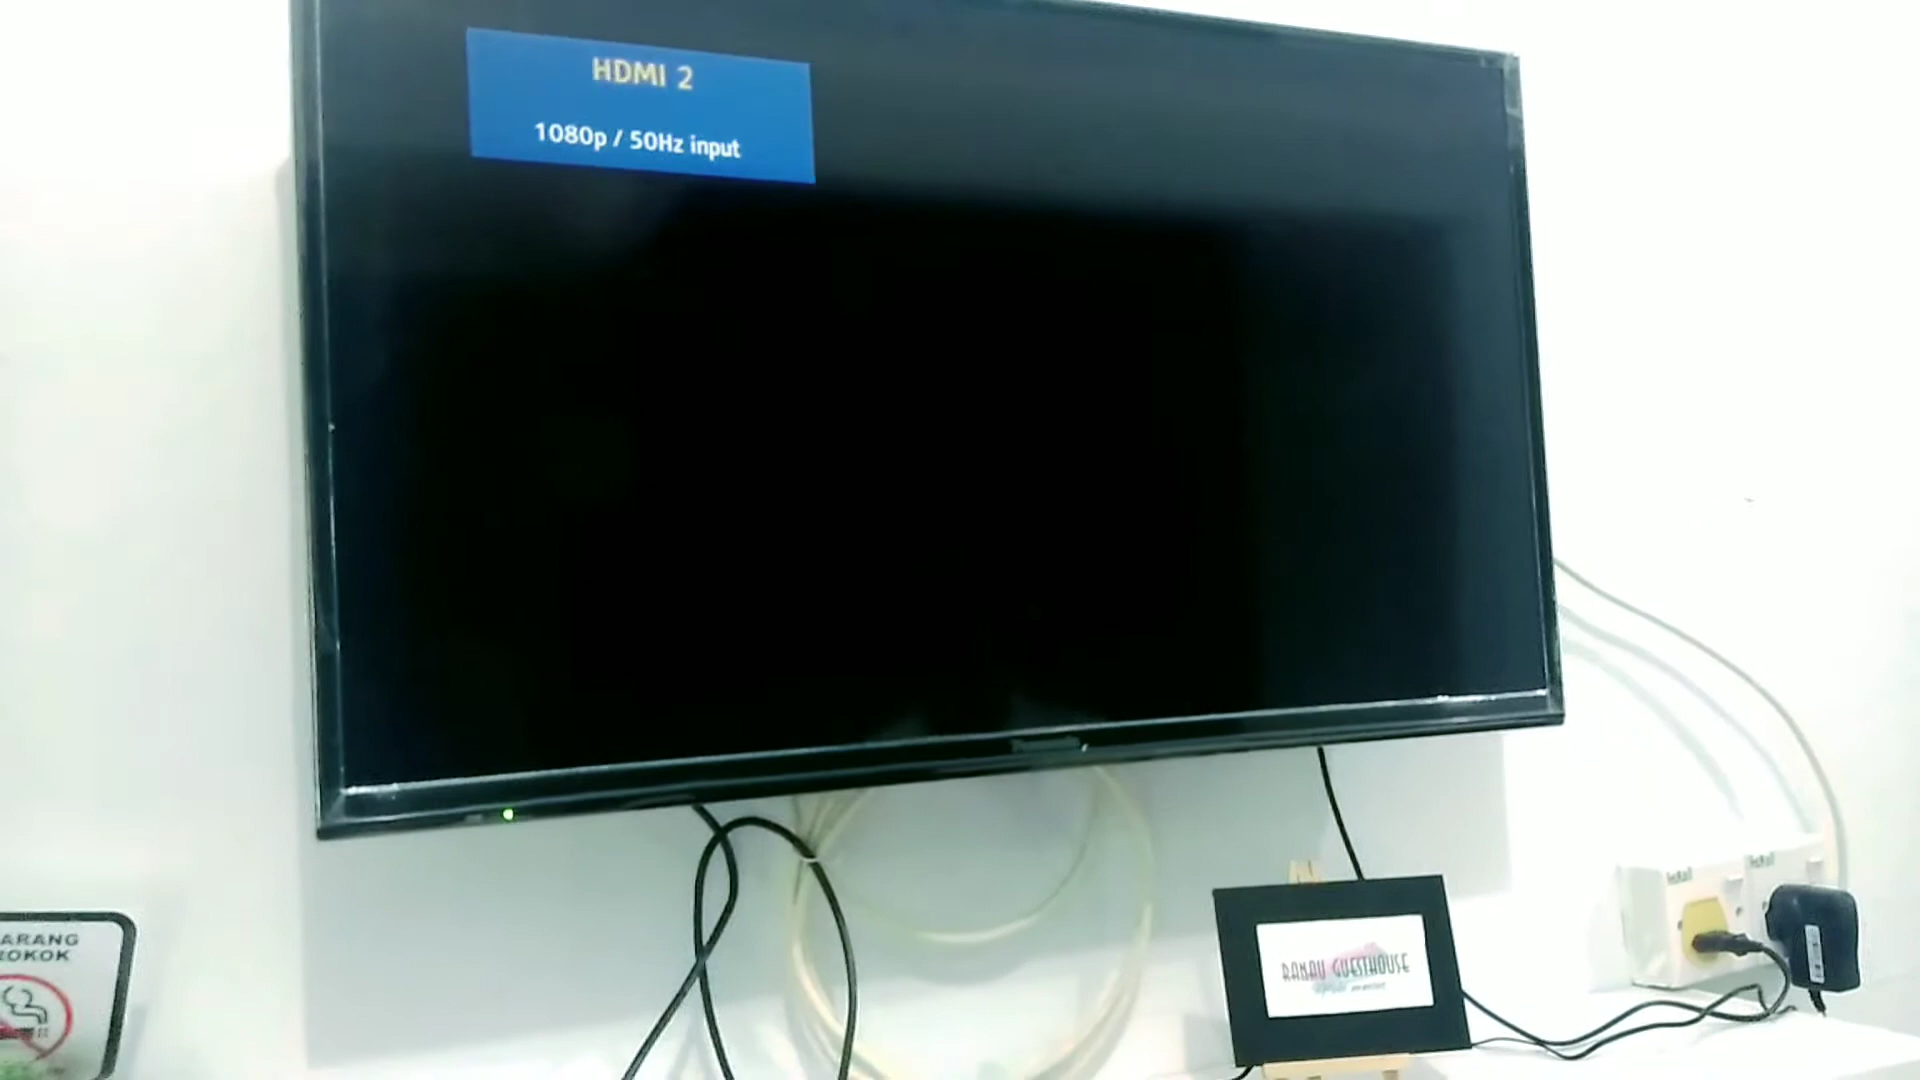 HDMI 2
1080p / 50Hz input
ARANG
ROKOK
RANAU GUESTHOUSE